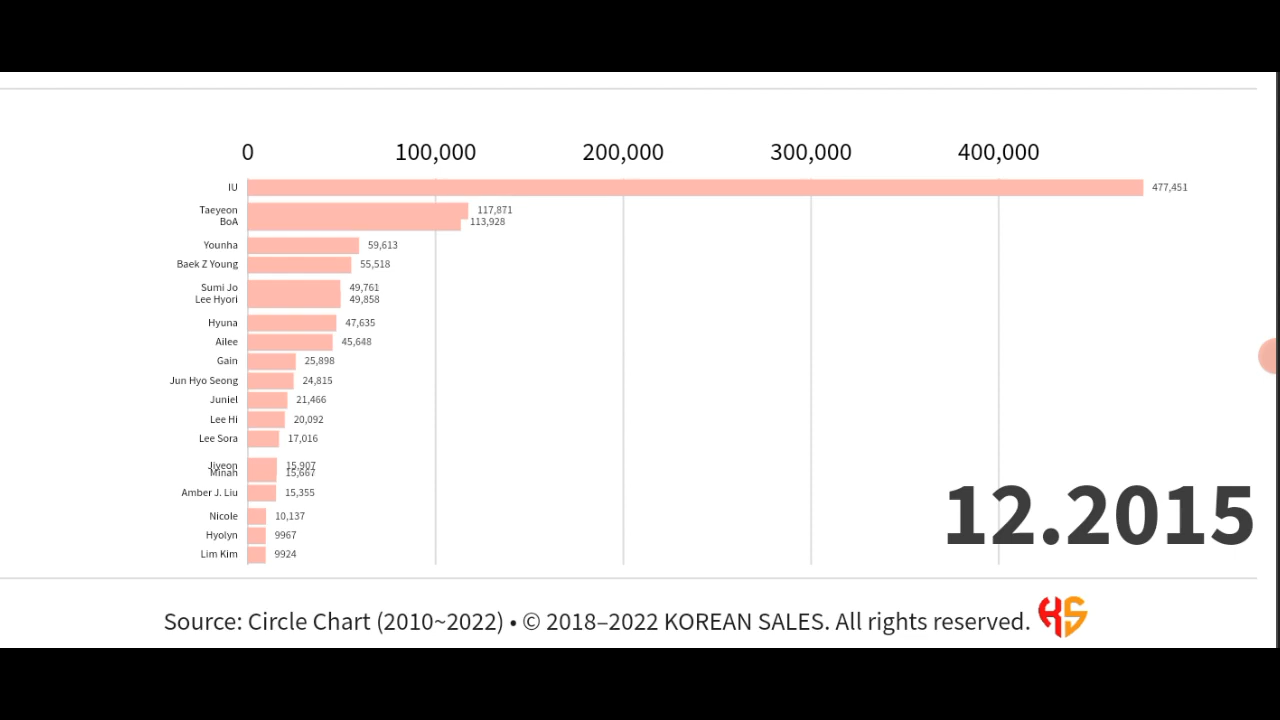 0 100,000 200,000 300,000 400,000
IU 477,451
Taeyeon 117,871
BoA 113,928
Younha 59,613
Baek Z Young 55,518
Sumi Jo 49,761
Lee Hyori 49,858
Hyuna 47,635
Ailee 45,648
Gain 25,898
Jun Hyo Seong 24,815
Juniel 21,466
Lee Hi 20,092
Lee Sora 17,016
Jiyeon 15,907
Minah 15,667
Amber J. Liu 15,355
Nicole 10,137
Hyolyn 9967
Lim Kim 9924
12.2015
Source: Circle Chart (2010~2022) • © 2018–2022 KOREAN SALES. All rights reserved. KS